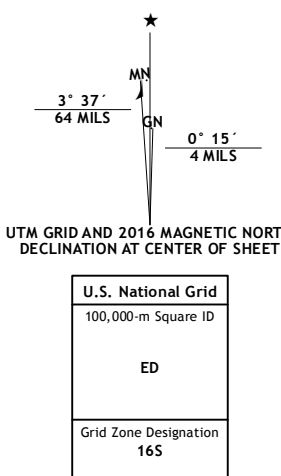 ★
MN
3° 37´
64 MILS
GN
0° 15´
4 MILS
UTM GRID AND 2016 MAGNETIC NORT
DECLINATION AT CENTER OF SHEET
U.S. National Grid
100,000-m Square ID
ED
Grid Zone Designation
16S